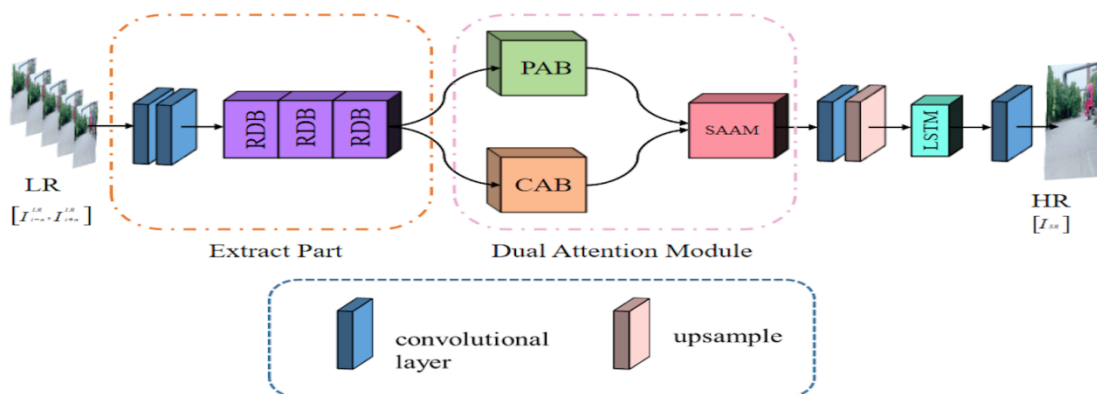 PAB
RDB
RDB
RDB
SAAM
LSTM
CAB
LR
HR
Extract Part
Dual Attention Module
convolutional
layer
upsample